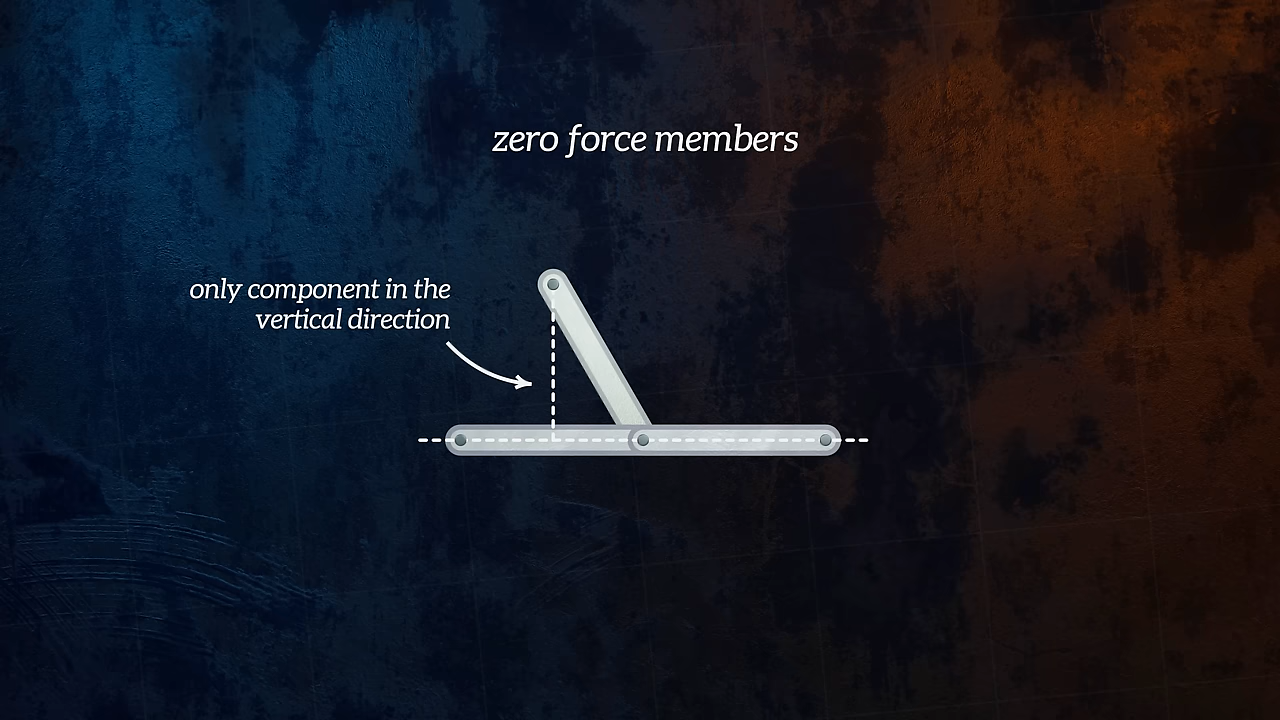 zero force members
only component in the
vertical direction